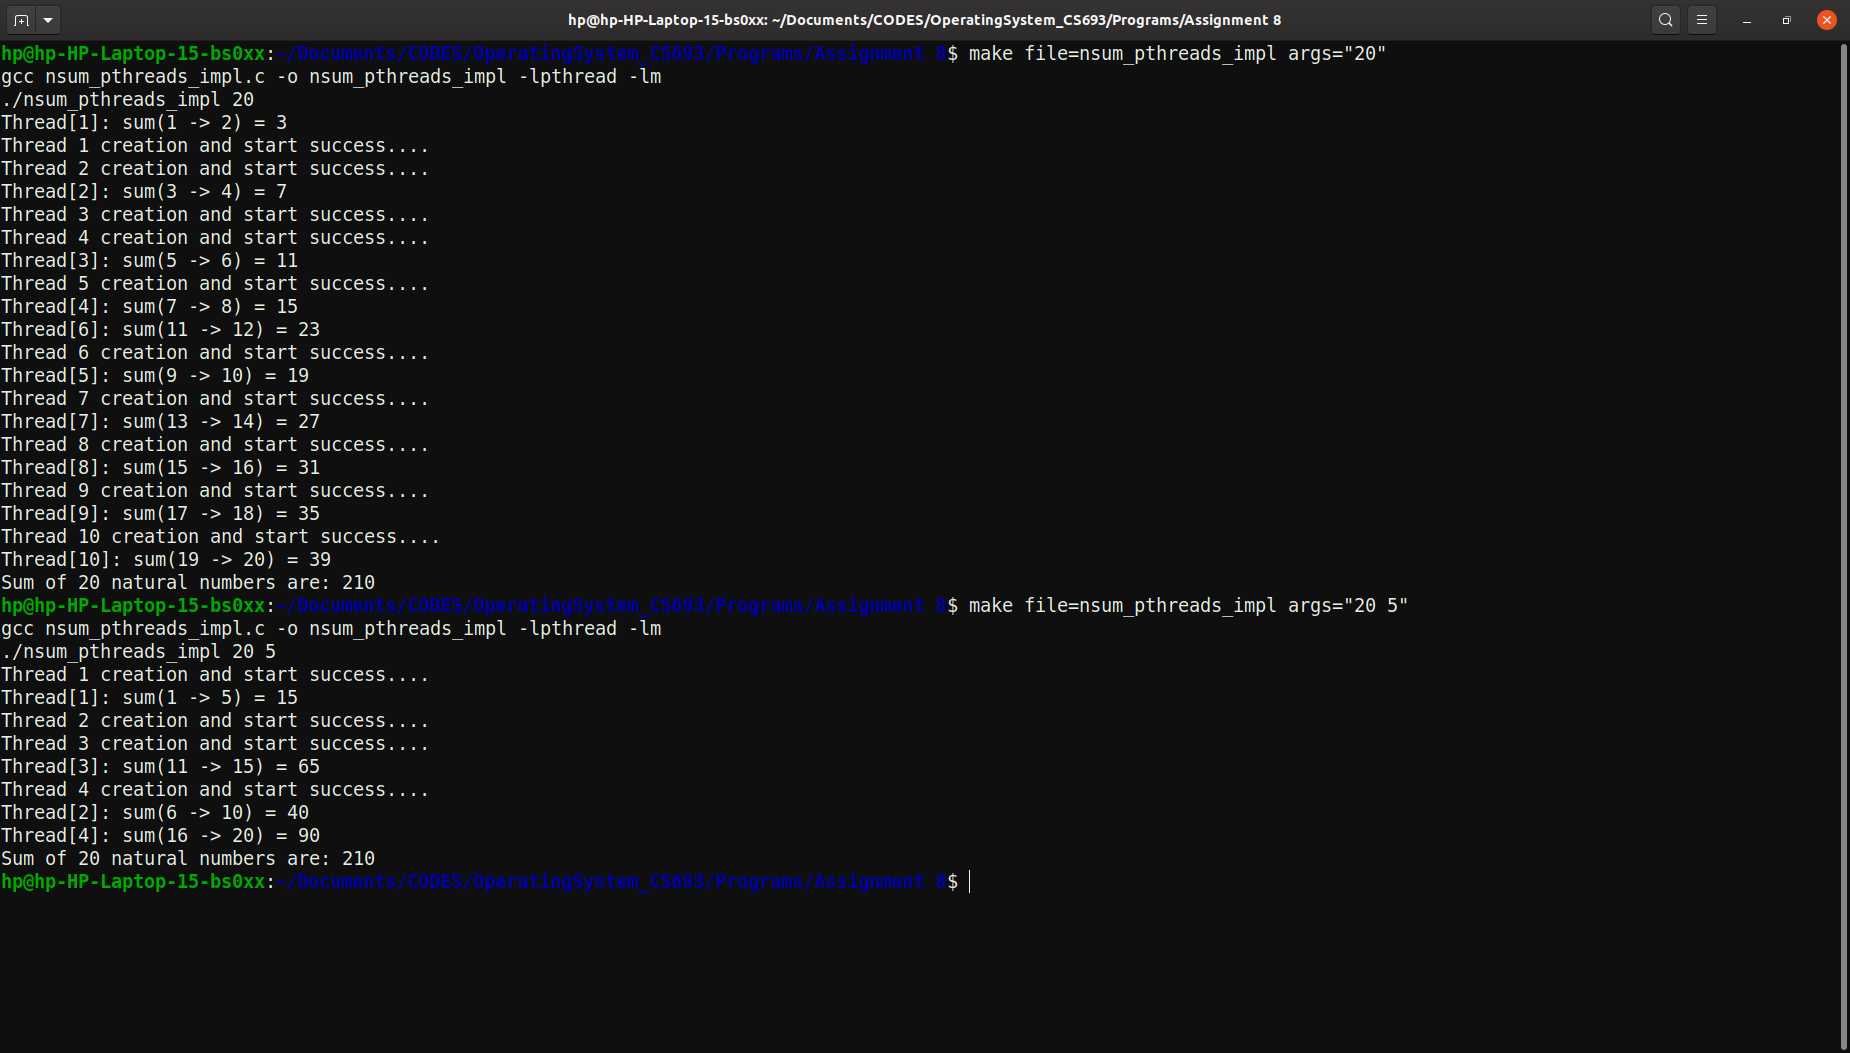 hp@hp-HP-Laptop-15-bs0xx: ~/Documents/CODES/OperatingSystem_CS693/Programs/Assignment 8
hp@hp-HP-Laptop-15-bs0xx:~/Documents/CODES/OperatingSystem_CS693/Programs/Assignment 8$ make file=nsum_pthreads_impl args="20"
gcc nsum_pthreads_impl.c -o nsum_pthreads_impl -lpthread -lm
./nsum_pthreads_impl 20
Thread[1]: sum(1 -> 2) = 3
Thread 1 creation and start success....
Thread 2 creation and start success....
Thread[2]: sum(3 -> 4) = 7
Thread 3 creation and start success....
Thread 4 creation and start success....
Thread[3]: sum(5 -> 6) = 11
Thread 5 creation and start success....
Thread[4]: sum(7 -> 8) = 15
Thread[6]: sum(11 -> 12) = 23
Thread 6 creation and start success....
Thread[5]: sum(9 -> 10) = 19
Thread 7 creation and start success....
Thread[7]: sum(13 -> 14) = 27
Thread 8 creation and start success....
Thread[8]: sum(15 -> 16) = 31
Thread 9 creation and start success....
Thread[9]: sum(17 -> 18) = 35
Thread 10 creation and start success....
Thread[10]: sum(19 -> 20) = 39
Sum of 20 natural numbers are: 210
hp@hp-HP-Laptop-15-bs0xx:~/Documents/CODES/OperatingSystem_CS693/Programs/Assignment 8$ make file=nsum_pthreads_impl args="20 5"
gcc nsum_pthreads_impl.c -o nsum_pthreads_impl -lpthread -lm
./nsum_pthreads_impl 20 5
Thread 1 creation and start success....
Thread[1]: sum(1 -> 5) = 15
Thread 2 creation and start success....
Thread 3 creation and start success....
Thread[3]: sum(11 -> 15) = 65
Thread 4 creation and start success....
Thread[2]: sum(6 -> 10) = 40
Thread[4]: sum(16 -> 20) = 90
Sum of 20 natural numbers are: 210
hp@hp-HP-Laptop-15-bs0xx:~/Documents/CODES/OperatingSystem_CS693/Programs/Assignment 8$